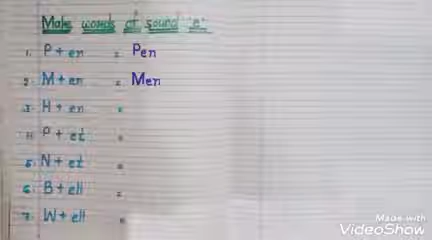 Make words of sound "e"
1. P + en = Pen
2. M + en = Men
3. H + en =
4. P + et =
5. N + et =
6. B + ell =
7. W + ell =
Made with
VideoShow